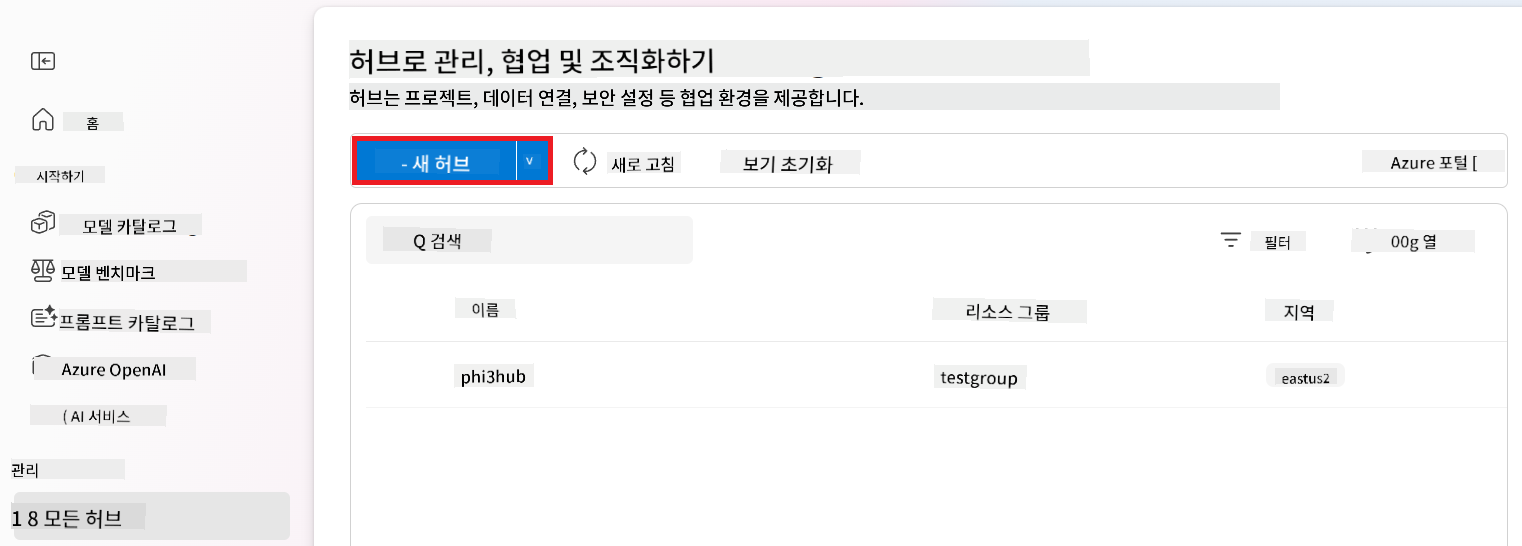 홈
시작하기
모델 카탈로그
모델 벤치마크
프롬프트 카탈로그
Azure OpenAI
( AI 서비스
관리
1 8 모든 허브
허브로 관리, 협업 및 조직화하기
허브는 프로젝트, 데이터 연결, 보안 설정 등 협업 환경을 제공합니다.
- 새 허브 v 새로 고침 보기 초기화 Azure 포털 [
Q 검색 필터 00g 열
이름 리소스 그룹 지역
phi3hub testgroup eastus2